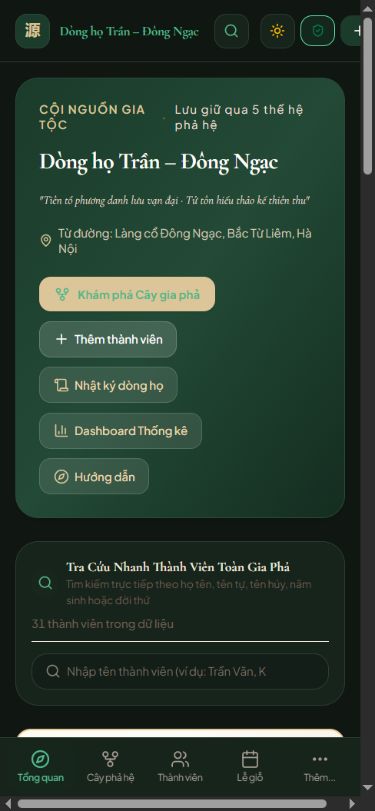 源 Dòng họ Trần – Đông Ngạc
CỘI NGUỒN GIA
TỘC · Lưu giữ qua 5 thế hệ
phả hệ
Dòng họ Trần – Đông Ngạc
"Tiên tổ phương danh lưu vạn đại · Tử tôn hiếu thảo kế thiên thu"
Từ đường: Làng cổ Đông Ngạc, Bắc Từ Liêm, Hà
Nội
Khám phá Cây gia phả
Thêm thành viên
Nhật ký dòng họ
Dashboard Thống kê
Hướng dẫn
Tra Cứu Nhanh Thành Viên Toàn Gia Phả
Tìm kiếm trực tiếp theo họ tên, tên tự, tên húy, năm
sinh hoặc đời thứ
31 thành viên trong dữ liệu
Nhập tên thành viên (ví dụ: Trần Văn, K
Tổng quan Cây phả hệ Thành viên Lễ giỗ Thêm...